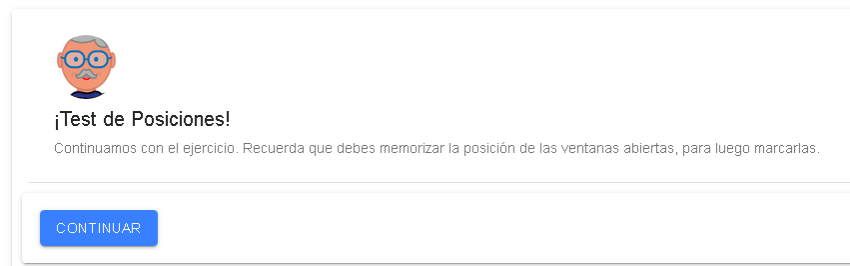 ¡Test de Posiciones!
Continuamos con el ejercicio. Recuerda que debes memorizar la posición de las ventanas abiertas, para luego marcarlas.
CONTINUAR